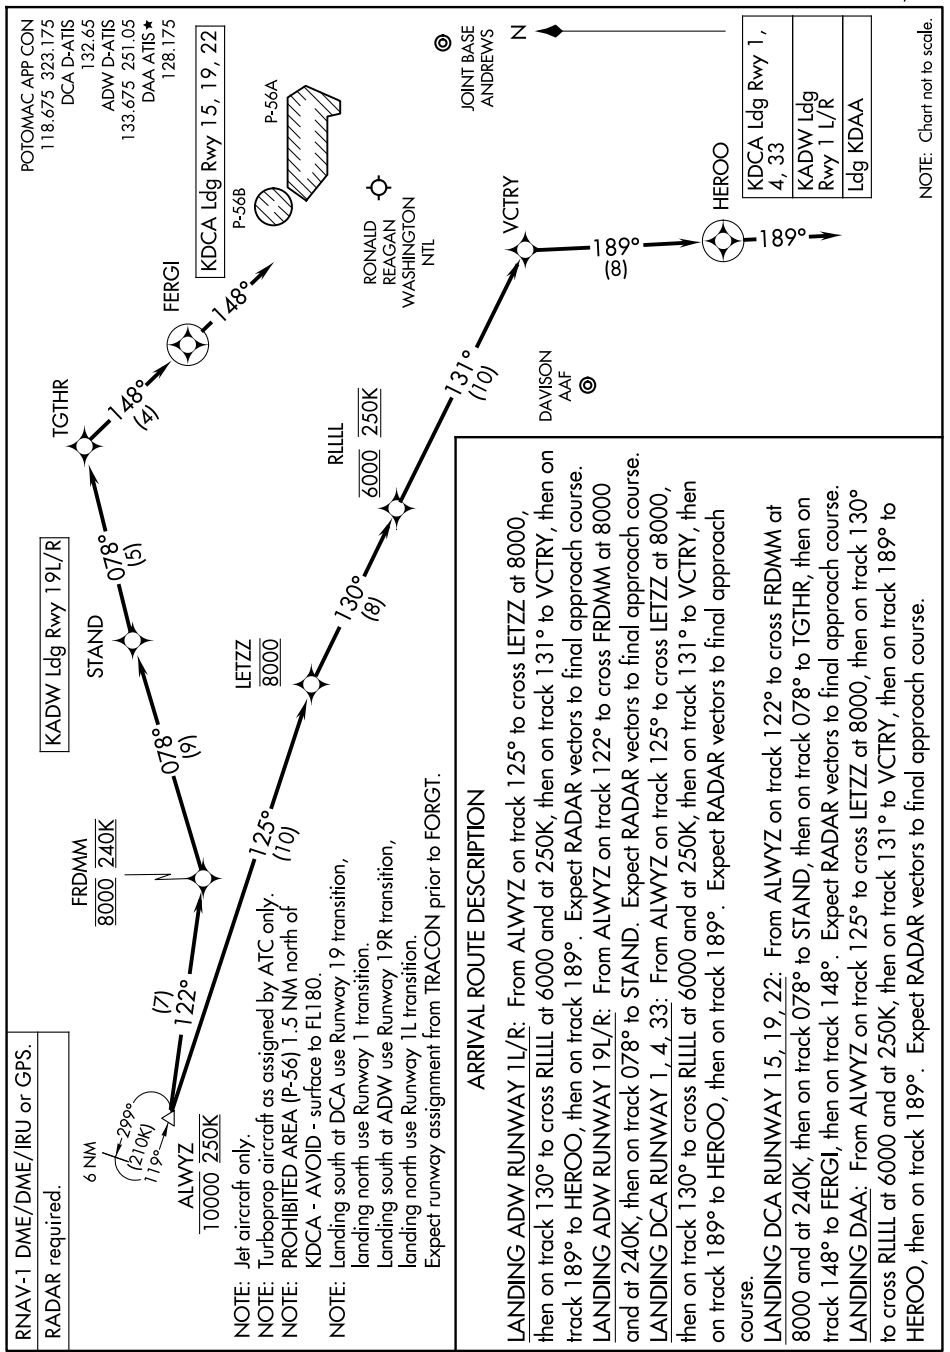 RNAV-1 DME/DME/IRU or GPS.
RADAR required.
POTOMAC APP CON
118.675 323.175
DCA D-ATIS
132.65
ADW D-ATIS
133.675 251.05
DAA ATIS★
128.175
6 NM
299°
(210K)
119°
ALWYZ
10000 250K
(7)
122°
FRDMM
8000 240K
078°
(9)
STAND
KADW Ldg Rwy 19L/R
078°
(5)
TGTHR
148°
(4)
FERGI
148°
KDCA Ldg Rwy 15, 19, 22
P-56B
P-56A
RONALD
REAGAN
WASHINGTON
NTL
JOINT BASE
ANDREWS
N
125°
(10)
LETZZ
8000
130°
(8)
RLLLL
6000 250K
131°
(10)
DAVISON
AAF
VCTRY
189°
(8)
HEROO
189°
KDCA Ldg Rwy 1,
4, 33
KADW Ldg
Rwy 1 L/R
Ldg KDAA
NOTE: Chart not to scale.
NOTE: Jet aircraft only.
NOTE: Turboprop aircraft as assigned by ATC only.
NOTE: PROHIBITED AREA (P-56) 1.5 NM north of
KDCA - AVOID - surface to FL180.
NOTE: Landing south at DCA use Runway 19 transition,
landing north use Runway 1 transition.
Landing south at ADW use Runway 19R transition,
landing north use Runway 1L transition.
Expect runway assignment from TRACON prior to FORGT.
ARRIVAL ROUTE DESCRIPTION
LANDING ADW RUNWAY 1L/R: From ALWYZ on track 125° to cross LETZZ at 8000,
then on track 130° to cross RLLLL at 6000 and at 250K, then on track 131° to VCTRY, then on
track 189° to HEROO, then on track 189°. Expect RADAR vectors to final approach course.
LANDING ADW RUNWAY 19L/R: From ALWYZ on track 122° to cross FRDMM at 8000
and at 240K, then on track 078° to STAND. Expect RADAR vectors to final approach course.
LANDING DCA RUNWAY 1, 4, 33: From ALWYZ on track 125° to cross LETZZ at 8000,
then on track 130° to cross RLLLL at 6000 and at 250K, then on track 131° to VCTRY, then
on track 189° to HEROO, then on track 189°. Expect RADAR vectors to final approach
course.
LANDING DCA RUNWAY 15, 19, 22: From ALWYZ on track 122° to cross FRDMM at
8000 and at 240K, then on track 078° to STAND, then on track 078° to TGTHR, then on
track 148° to FERGI, then on track 148°. Expect RADAR vectors to final approach course.
LANDING DAA: From ALWYZ on track 125° to cross LETZZ at 8000, then on track 130°
to cross RLLLL at 6000 and at 250K, then on track 131° to VCTRY, then on track 189° to
HEROO, then on track 189°. Expect RADAR vectors to final approach course.